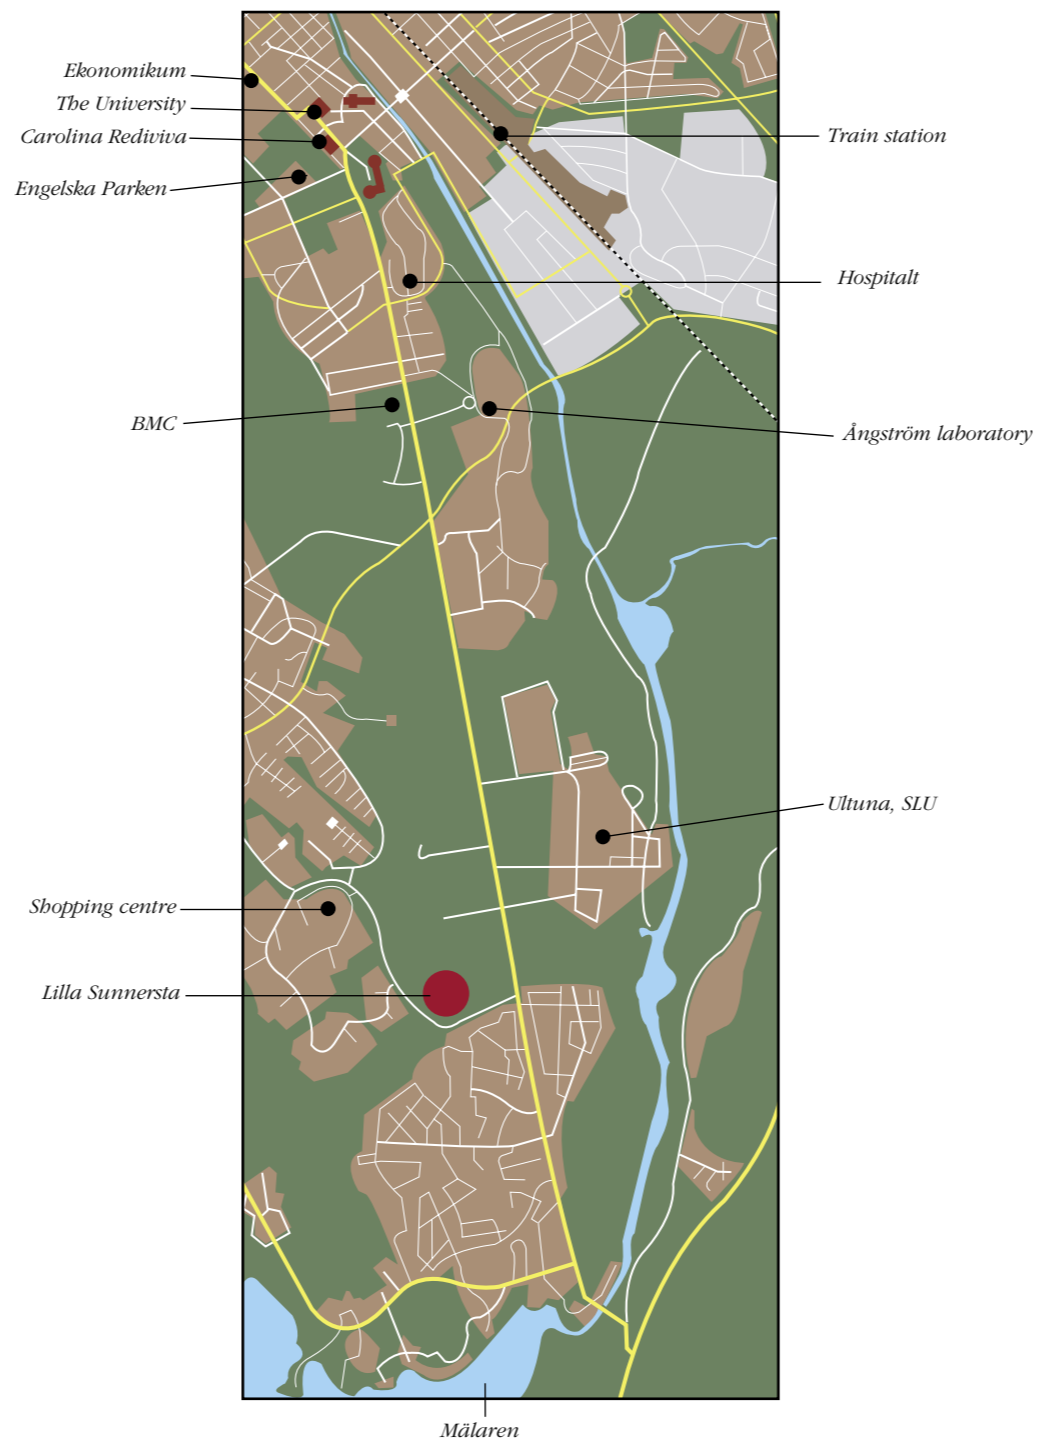 Ekonomikum
The University
Carolina Rediviva
Engelska Parken
Train station
Hospitalt
BMC
Ångström laboratory
Ultuna, SLU
Shopping centre
Lilla Sunnersta
Mälaren